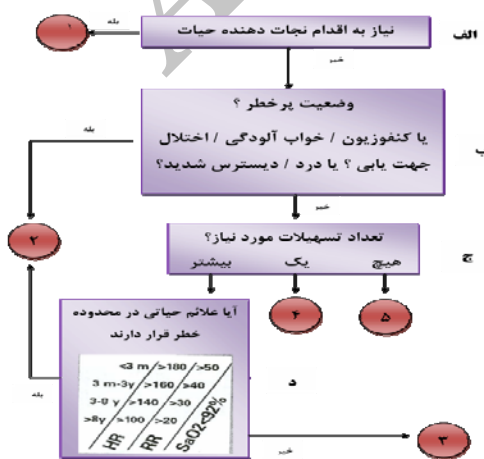 نیاز به اقدام نجات دهنده حیات
الف
بله
۱
خیر
وضعیت پرخطر ؟
یا کنفوزیون / خواب آلودگی / اختلال
جهت یابی ؟ یا درد / دیسترس شدید؟
ب
بله
۲
خیر
تعداد تسهیلات مورد نیاز؟
هیچ یک بیشتر
ج
۵
۴
آیا علائم حیاتی در محدوده
خطر قرار دارند
<3 m >180 >50
3 m-3y >160 >40
3-8 y >140 >30
>8y >100 >20
HR RR SaO2<92%
د
بله
خیر
۳